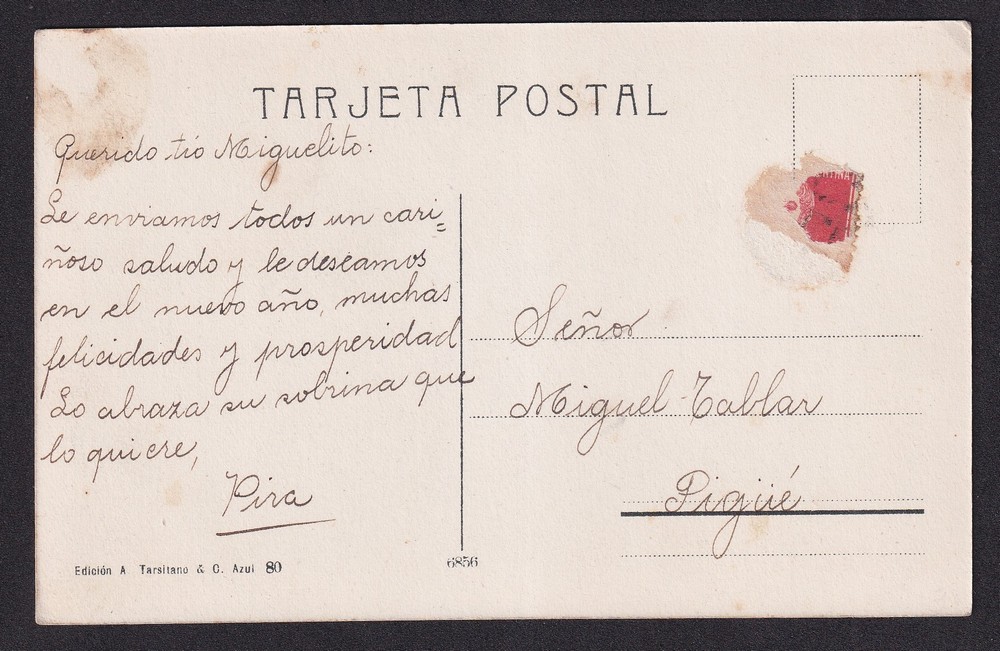 TARJETA POSTAL
Querido tío Miguelito:
Le enviamos todos un cari=
ñoso saludo y le deseamos
en el nuevo año, muchas
felicidades y prosperidad
Lo abraza su sobrina que
lo quiere,
Pira
Señor
Miguel Tablar
Pigüé
Edición A Tarsitano & C. Azul 80
6856